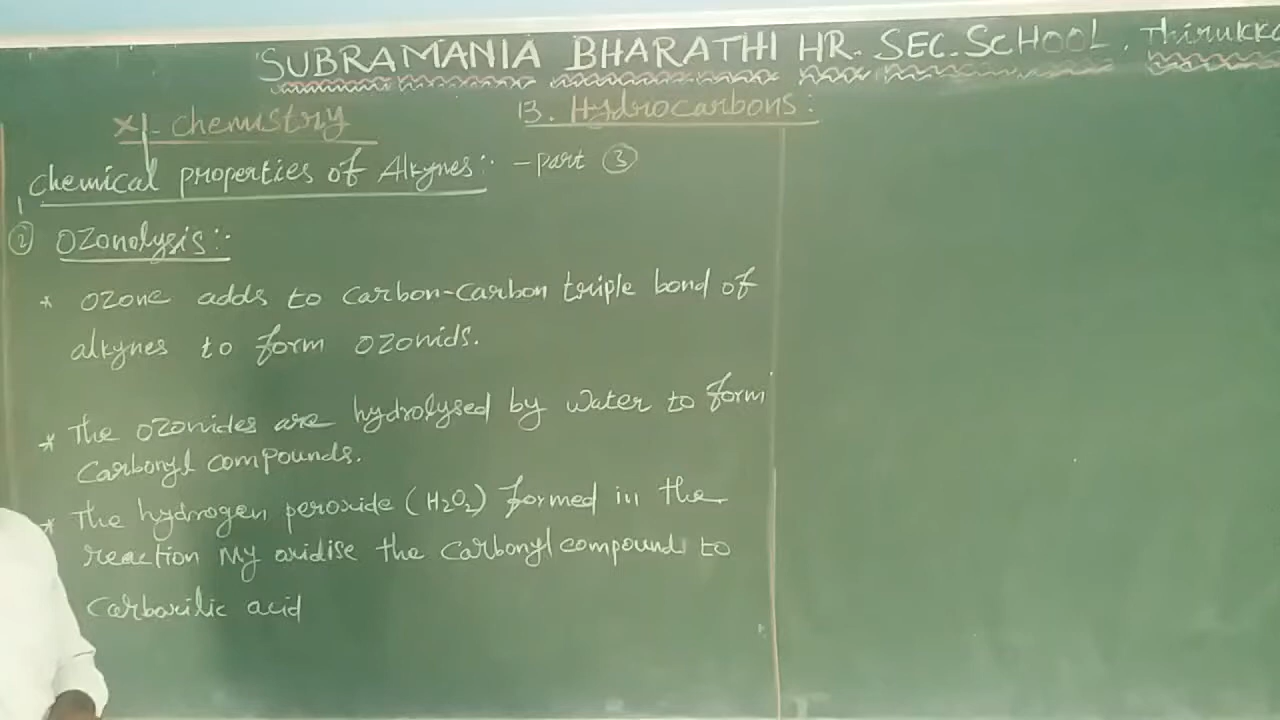 SUBRAMANIA BHARATHI HR. SEC. SCHOOL. Thirukka
XI - chemistry
13. Hydrocarbons:
chemical properties of Alkynes:- - part ③
② Ozonolysis:-
* Ozone adds to carbon-carbon triple bond of
alkynes to form ozonids.
* The ozonides are hydrolysed by water to form
carbonyl compounds.
* The hydrogen peroxide (H2O2) formed in the
reaction My oxidise the carbonyl compounds to
carboxilic acid